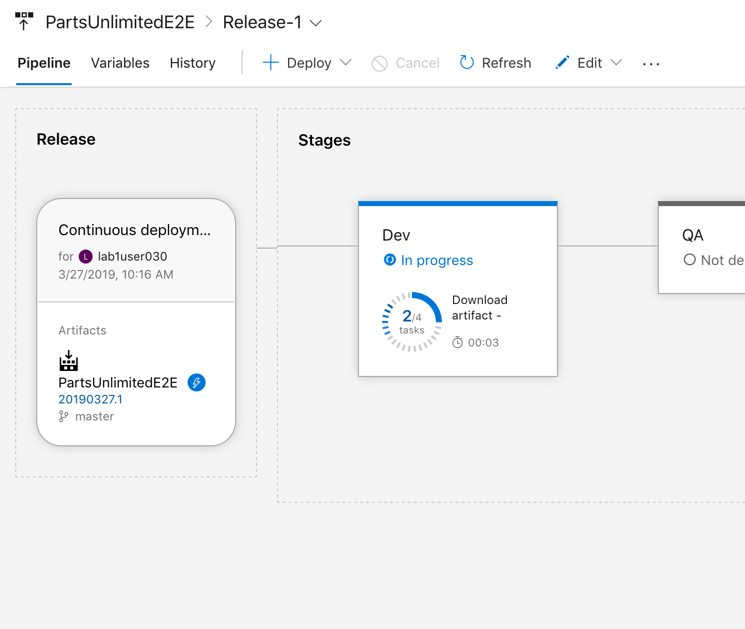 PartsUnlimitedE2E > Release-1
Pipeline Variables History Deploy Cancel Refresh Edit ...
Release
Stages
Continuous deploym...
for L lab1user030
3/27/2019, 10:16 AM
Artifacts
PartsUnlimitedE2E
20190327.1
master
Dev
In progress
2/4
tasks
Download
artifact -
00:03
QA
Not de